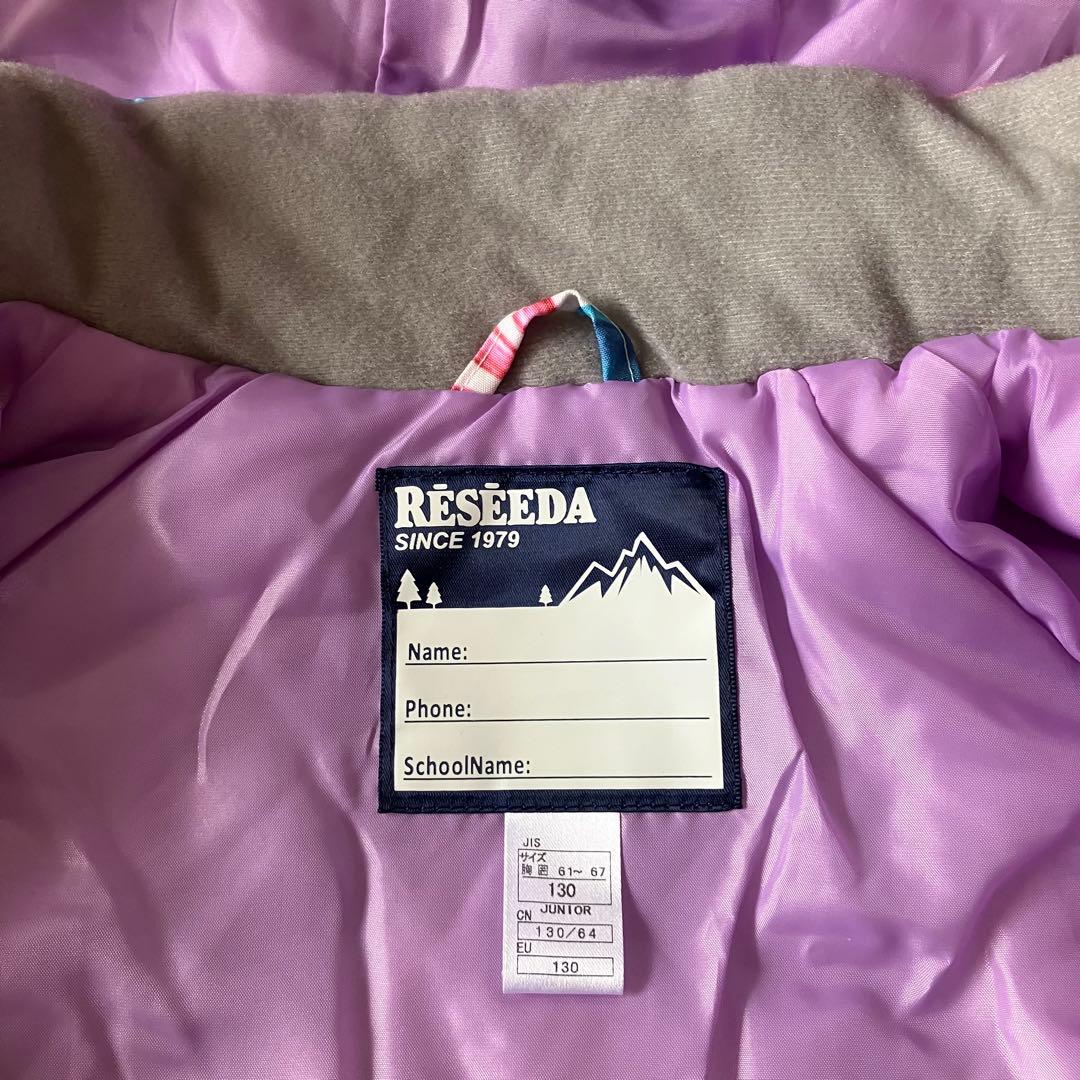 RĒSĒEDA
SINCE 1979
Name:
Phone:
SchoolName:
JIS
サイズ
胸囲 61～ 67
130
JUNIOR
CN
130/64
EU
130